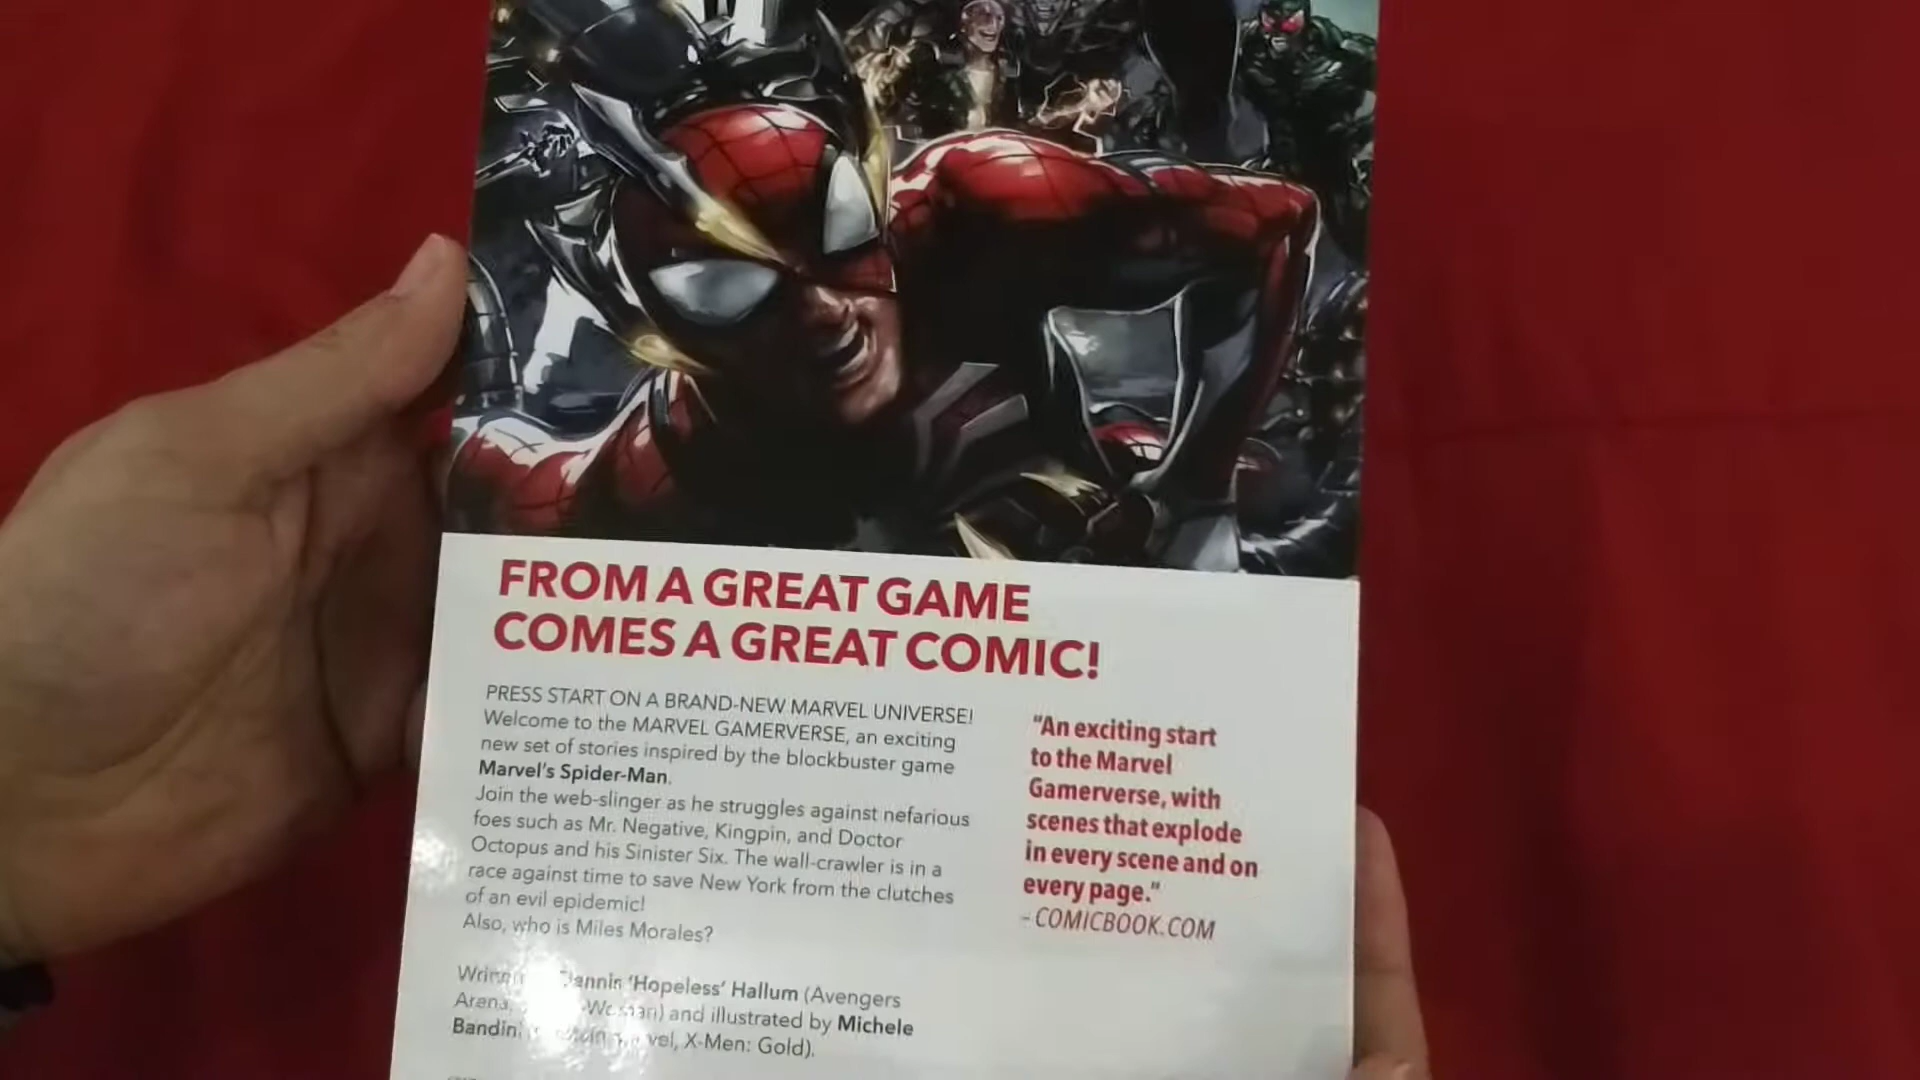 FROM A GREAT GAME
COMES A GREAT COMIC!
PRESS START ON A BRAND-NEW MARVEL UNIVERSE!
Welcome to the MARVEL GAMERVERSE, an exciting
new set of stories inspired by the blockbuster game
Marvel's Spider-Man.
Join the web-slinger as he struggles against nefarious
foes such as Mr. Negative, Kingpin, and Doctor
Octopus and his Sinister Six. The wall-crawler is in a
race against time to save New York from the clutches
of an evil epidemic!
Also, who is Miles Morales?
'Hopeless' Hallum (Avengers
Arena, and illustrated by Michele
X-Men: Gold).
"An exciting start
to the Marvel
Gamerverse, with
scenes that explode
in every scene and on
every page."
- COMICBOOK.COM